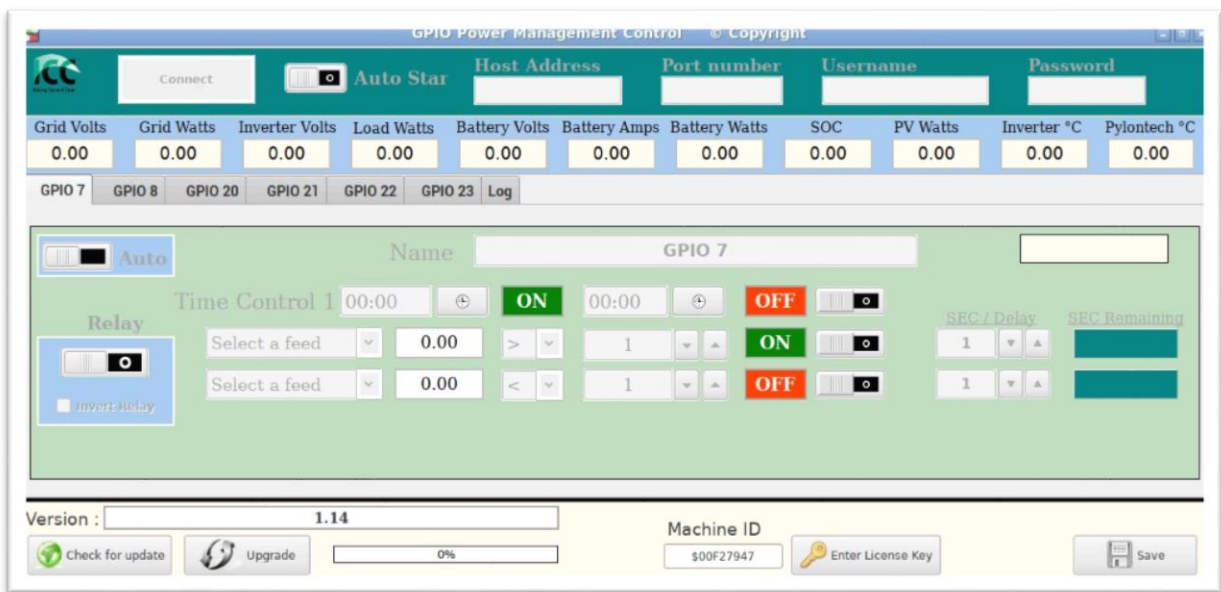 GPIO Power Management Control © Copyright
ICC
Connect
Auto Star
Host Address
Port number
Username
Password
Grid Volts Grid Watts Inverter Volts Load Watts Battery Volts Battery Amps Battery Watts SOC PV Watts Inverter °C Pylontech °C
0.00 0.00 0.00 0.00 0.00 0.00 0.00 0.00 0.00 0.00 0.00
GPIO 7 GPIO 8 GPIO 20 GPIO 21 GPIO 22 GPIO 23 Log
Auto
Name
GPIO 7
Time Control 1 00:00 ON 00:00 OFF
Relay
SEC / Delay SEC Remaining
Select a feed 0.00 > 1 ON 1
Select a feed 0.00 < 1 OFF 1
Invert Relay
Version : 1.14
Machine ID
Check for update Upgrade 0% $00F27947 Enter License Key Save